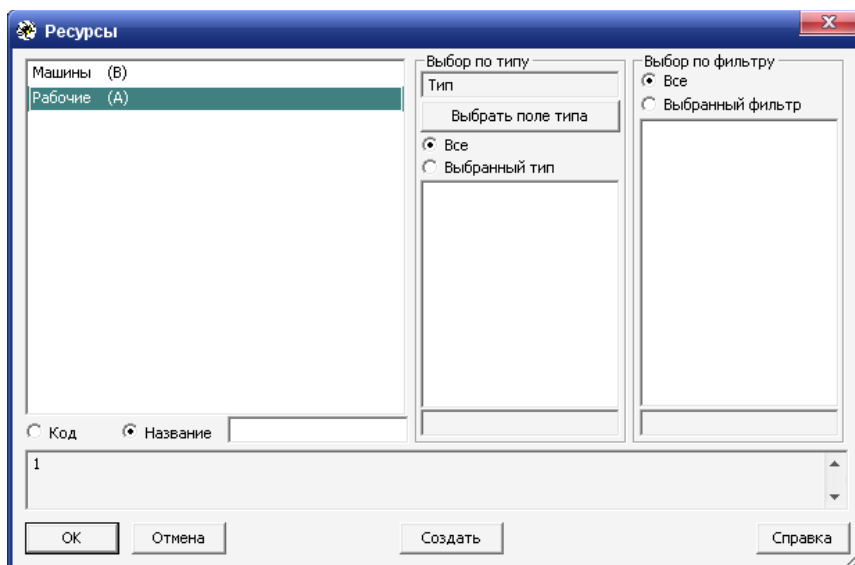 Ресурсы
Машины (В)
Рабочие (А)
Код
Название
Выбор по типу
Тип
Выбрать поле типа
Все
Выбранный тип
Выбор по фильтру
Все
Выбранный фильтр
1
ОК
Отмена
Создать
Справка